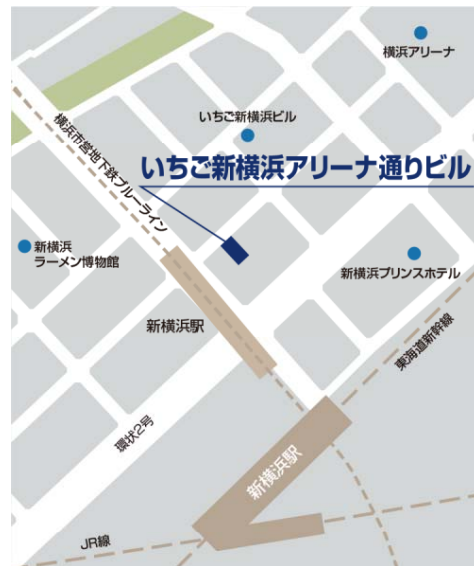 横浜アリーナ
いちご新横浜ビル
横浜市営地下鉄ブルーライン
いちご新横浜アリーナ通りビル
新横浜
ラーメン博物館
新横浜プリンスホテル
新横浜駅
東海道新幹線
環状2号
新横浜駅
JR線